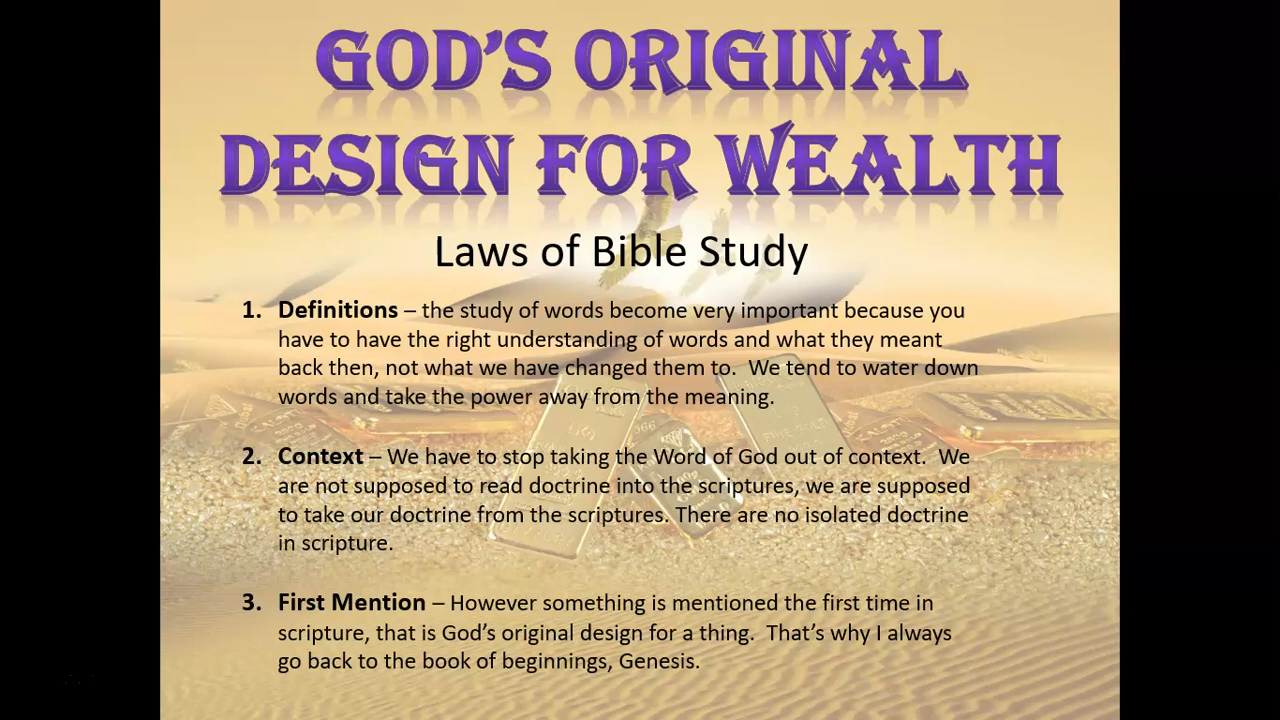 GOD'S ORIGINAL
DESIGN FOR WEALTH
Laws of Bible Study
1. Definitions – the study of words become very important because you
have to have the right understanding of words and what they meant
back then, not what we have changed them to.  We tend to water down
words and take the power away from the meaning.
2. Context – We have to stop taking the Word of God out of context.  We
are not supposed to read doctrine into the scriptures, we are supposed
to take our doctrine from the scriptures. There are no isolated doctrine
in scripture.
3. First Mention – However something is mentioned the first time in
scripture, that is God’s original design for a thing.  That’s why I always
go back to the book of beginnings, Genesis.